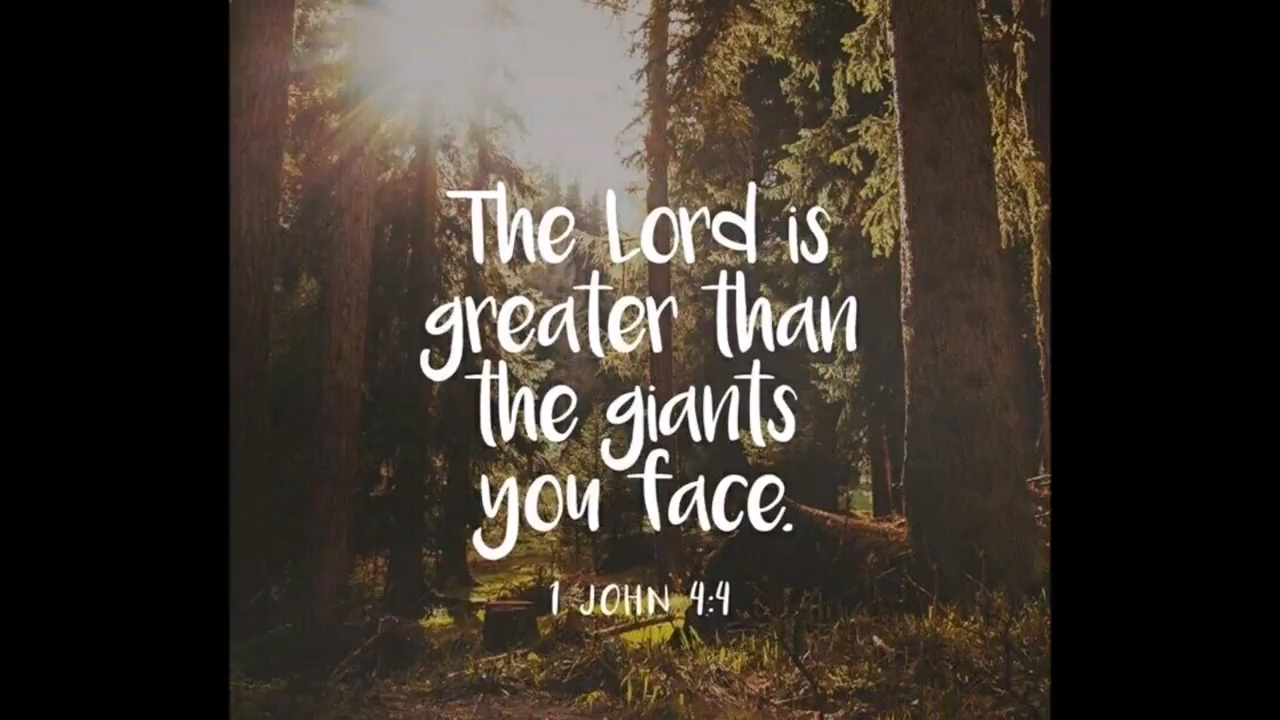 The Lord is
greater than
the giants
you face.
1 JOHN 4:4